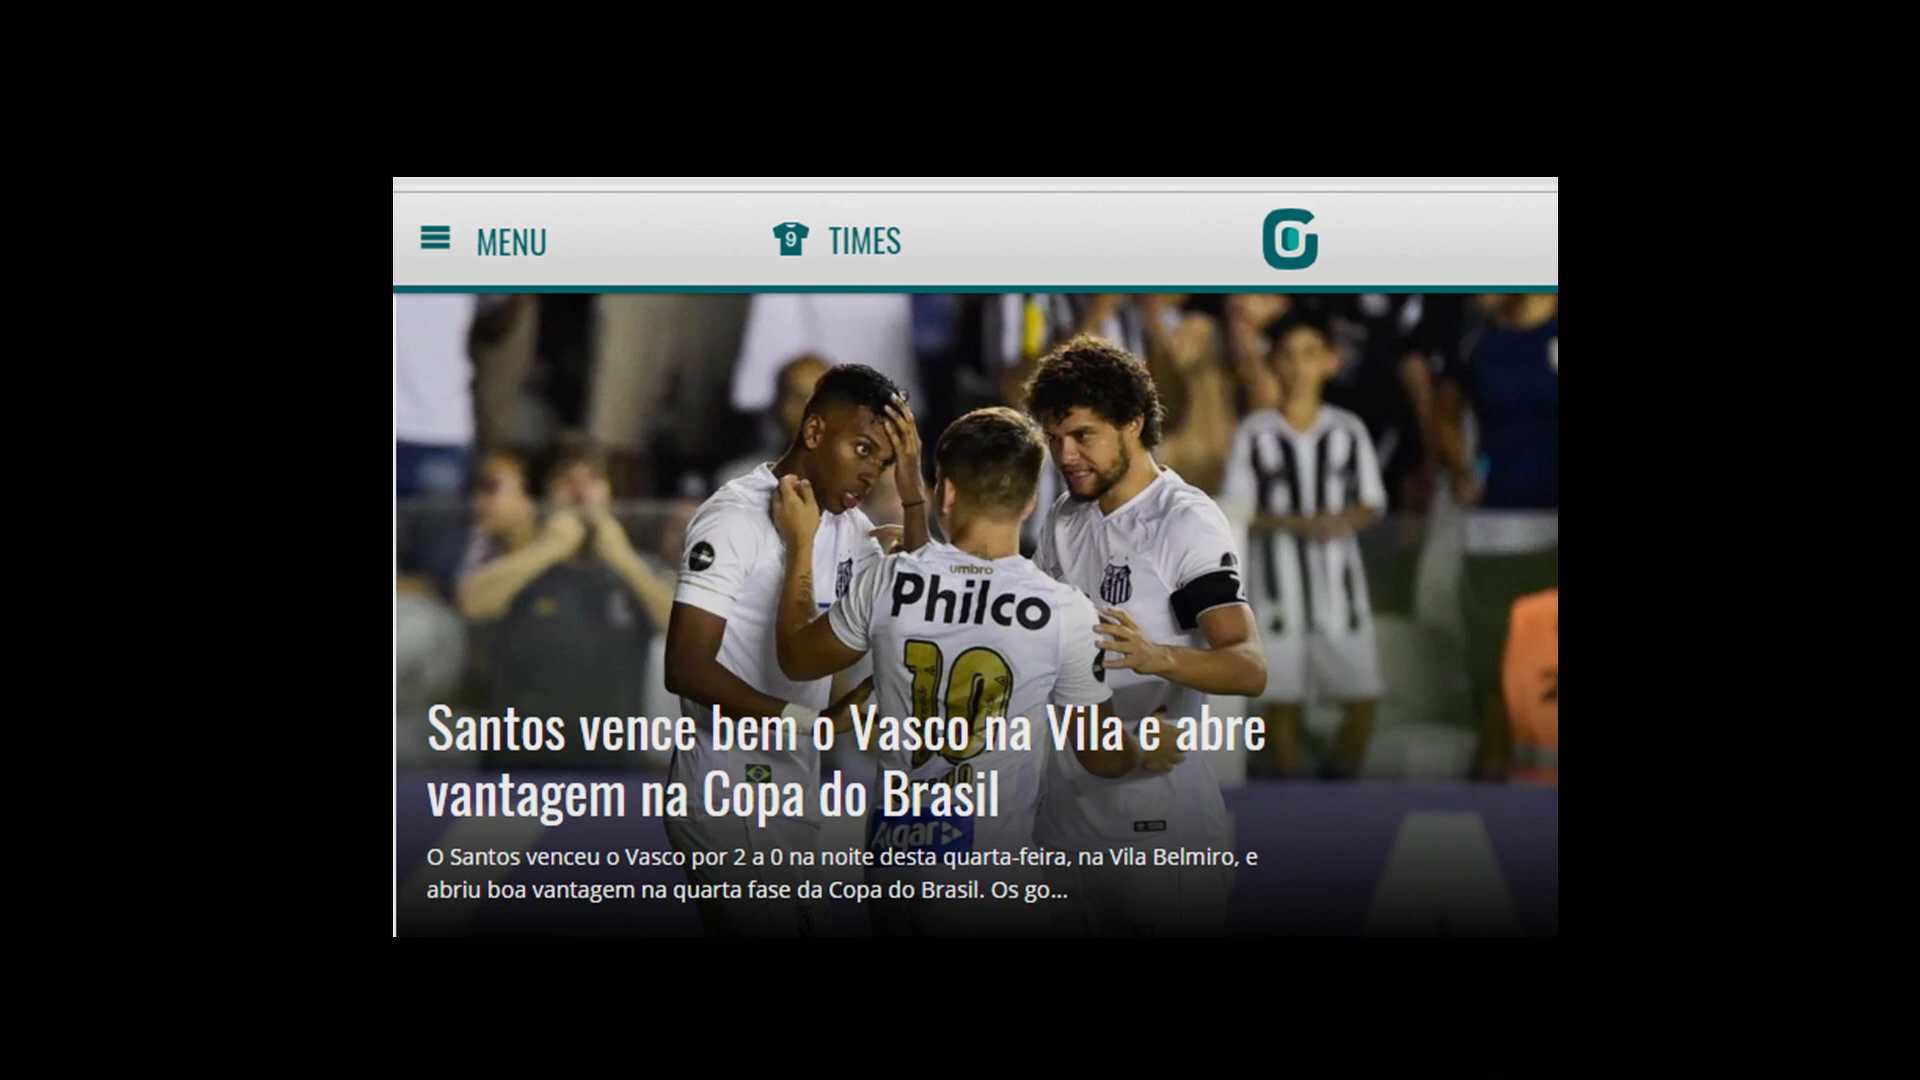 MENU
9
TIMES
umbro
Philco
10
Santos vence bem o Vasco na Vila e abre
vantagem na Copa do Brasil
Algar
O Santos venceu o Vasco por 2 a 0 na noite desta quarta-feira, na Vila Belmiro, e
abriu boa vantagem na quarta fase da Copa do Brasil. Os go...